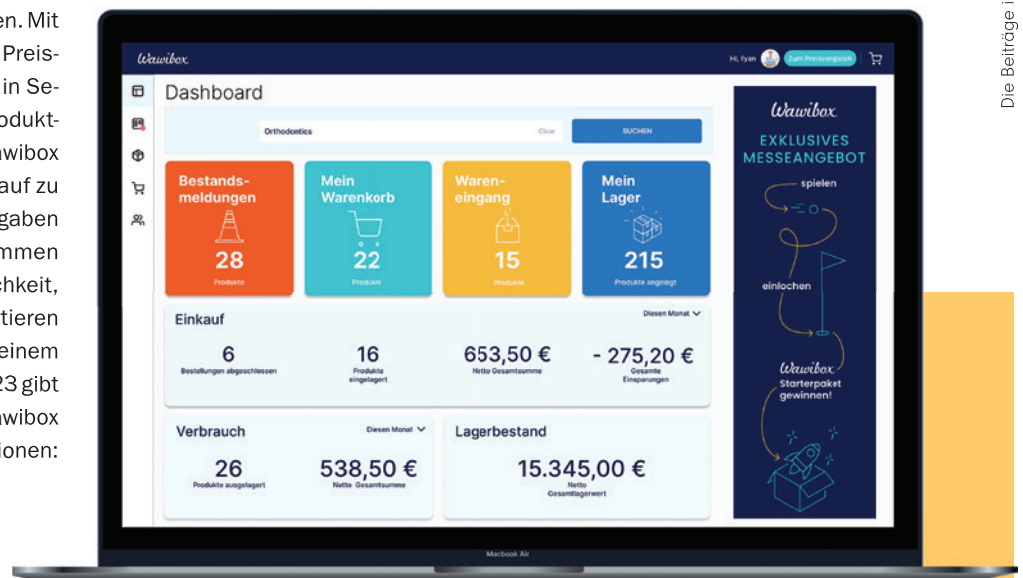 en. Mit
Preis-
in Se-
odukt-
awibox
auf zu
gaben
mmen
chkeit,
tieren
einem
23 gibt
awibox
ionen:
Wawibox
Hi, Ilyan
Zum Preisvergleich
Dashboard
Orthodontics
Clear
SUCHEN
Bestands-
meldungen
28
Produkte
Mein
Warenkorb
22
Produkte
Waren-
eingang
15
Produkte
Mein
Lager
215
Produkte angelegt
Einkauf
Diesen Monat
6
Bestellungen abgeschlossen
16
Produkte
eingelagert
653,50 €
Netto Gesamtsumme
- 275,20 €
Gesamte
Einsparungen
Verbrauch
Diesen Monat
26
Produkte ausgelagert
538,50 €
Netto Gesamtsumme
Lagerbestand
15.345,00 €
Netto
Gesamtlagerwert
Wawibox
EXKLUSIVES
MESSEANGEBOT
spielen
einlochen
Wawibox
Starterpaket
gewinnen!
Macbook Air
Die Beiträge i